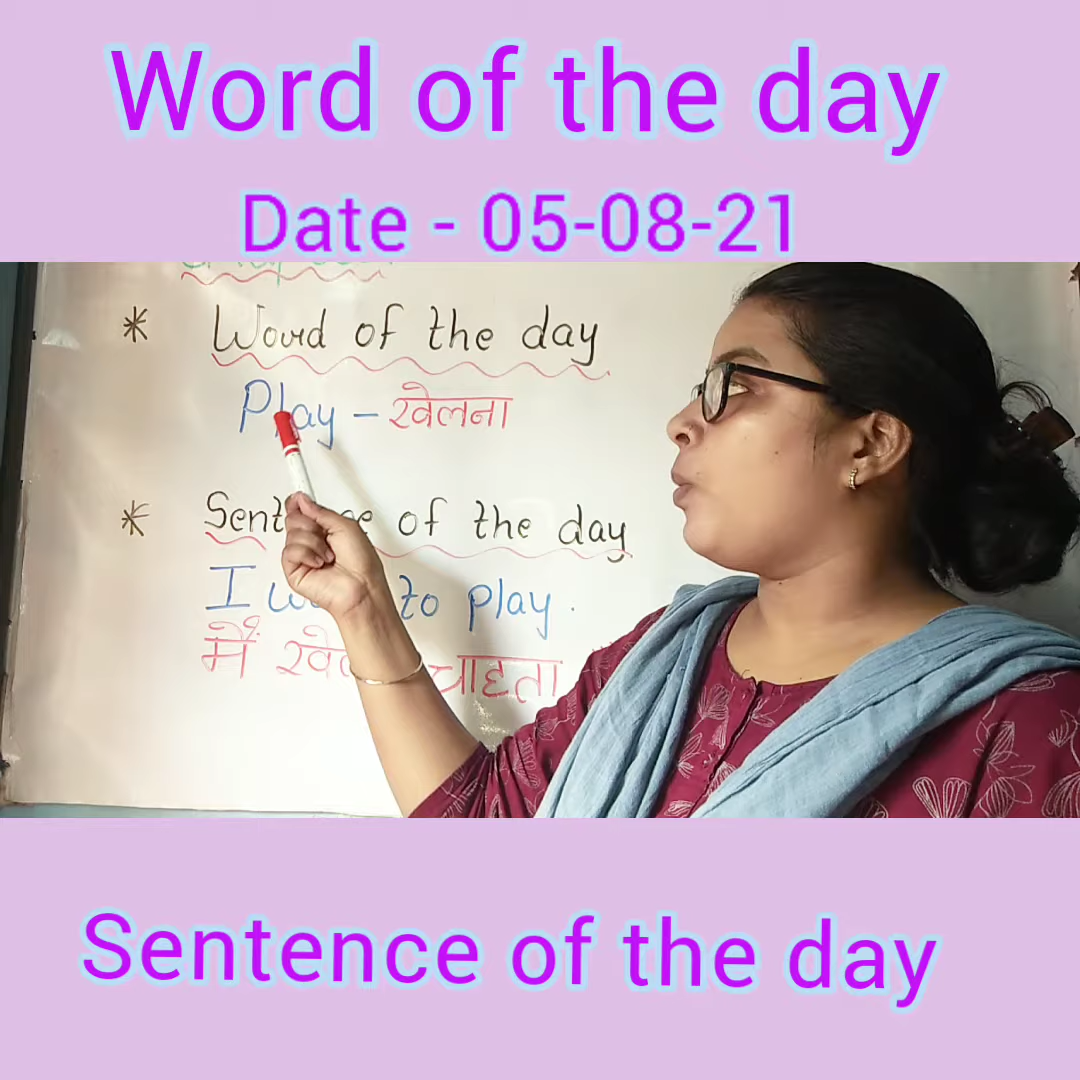 Word of the day
Date - 05-08-21
* Word of the day
Play - खेलना
* of the day
I to play.
में चाहता
Sentence of the day